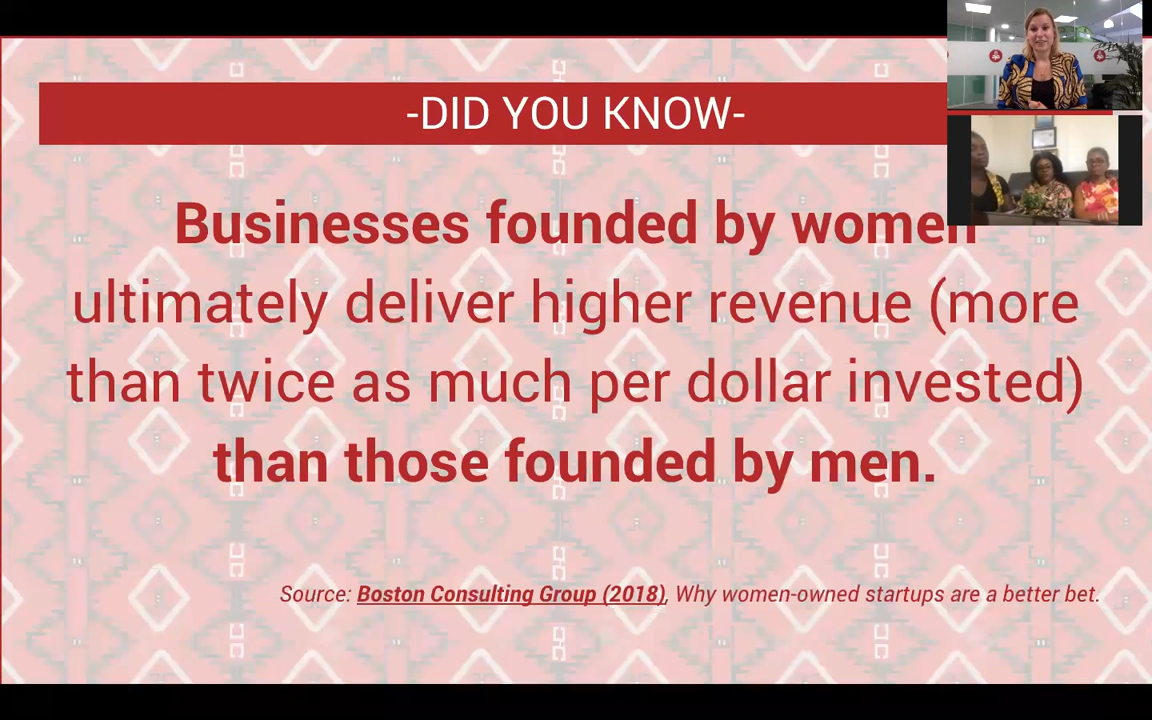 -DID YOU KNOW-
Businesses founded by women
ultimately deliver higher revenue (more
than twice as much per dollar invested)
than those founded by men.
Source: Boston Consulting Group (2018), Why women-owned startups are a better bet.